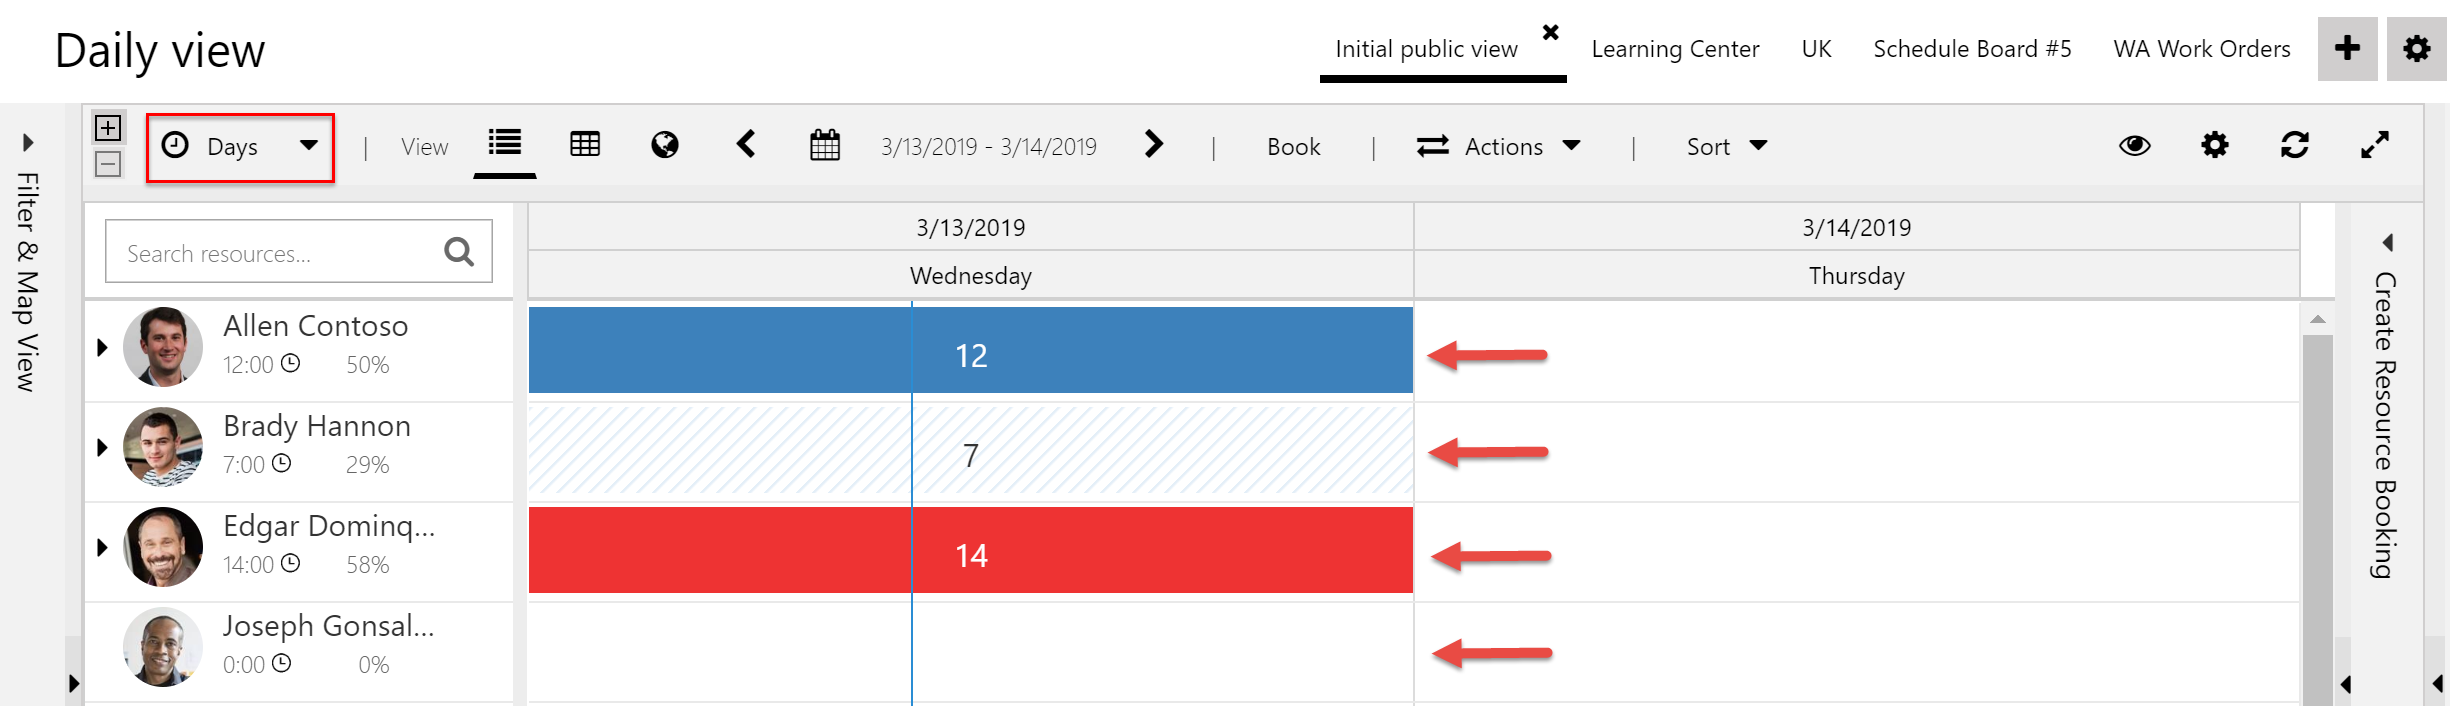 Daily view
Initial public view
Learning Center
UK
Schedule Board #5
WA Work Orders
Filter & Map View
Days
View
3/13/2019 - 3/14/2019
Book
Actions
Sort
Search resources...
3/13/2019
3/14/2019
Wednesday
Thursday
Allen Contoso
12:00 50%
12
Brady Hannon
7:00 29%
7
Edgar Dominq...
14:00 58%
14
Joseph Gonsal...
0:00 0%
Create Resource Booking